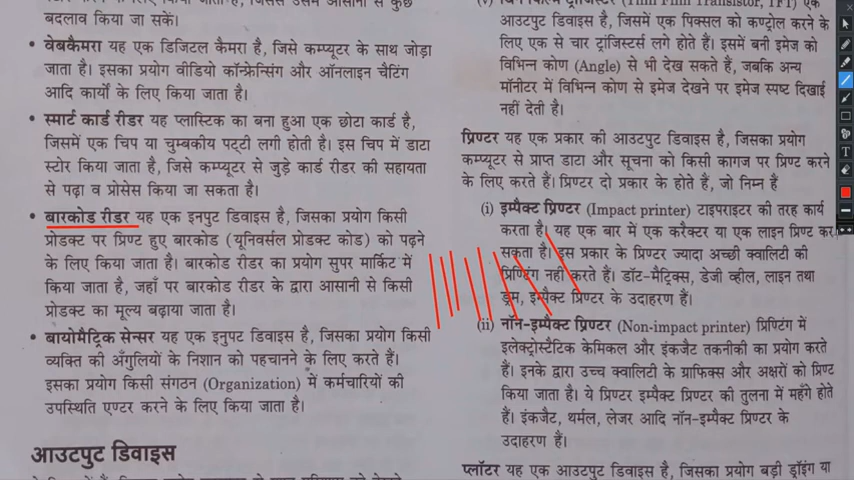 बदलाव किया जा सकें।
• वेबकैमरा यह एक डिजिटल कैमरा है, जिसे कम्प्यूटर के साथ जोड़ा
जाता है। इसका प्रयोग वीडियो कॉन्फ्रेन्सिंग और ऑनलाइन चैटिंग
आदि कार्यों के लिए किया जाता है।
• स्मार्ट कार्ड रीडर यह प्लास्टिक का बना हुआ एक छोटा कार्ड है,
जिसमें एक चिप या चुम्बकीय पट्टी लगी होती है। इस चिप में डाटा
स्टोर किया जाता है, जिसे कम्प्यूटर से जुड़े कार्ड रीडर की सहायता
से पढ़ा व प्रोसेस किया जा सकता है।
• बारकोड रीडर यह एक इनपुट डिवाइस है, जिसका प्रयोग किसी
प्रोडक्ट पर प्रिण्ट हुए बारकोड (यूनिवर्सल प्रोडक्ट कोड) को पढ़ने
के लिए किया जाता है। बारकोड रीडर का प्रयोग सुपर मार्किट में
किया जाता है, जहाँ पर बारकोड रीडर के द्वारा आसानी से किसी
प्रोडक्ट का मूल्य बढ़ाया जाता है।
• बायोमैट्रिक सेन्सर यह एक इनुपट डिवाइस है, जिसका प्रयोग किसी
व्यक्ति की अँगुलियों के निशान को पहचानने के लिए करते हैं।
इसका प्रयोग किसी संगठन (Organization) में कर्मचारियों की
उपस्थिति एण्टर करने के लिए किया जाता है।
आउटपुट डिवाइस
(Thin Film Transistor, TFT) एक
आउटपुट डिवाइस है, जिसमें एक पिक्सल को कण्ट्रोल करने के
लिए एक से चार ट्रांजिस्टर्स लगे होते हैं। इसमें बनी इमेज को
विभिन्न कोण (Angle) से भी देख सकते हैं, जबकि अन्य
मॉनीटर में विभिन्न कोण से इमेज देखने पर इमेज स्पष्ट दिखाई
नहीं देती है।
प्रिण्टर यह एक प्रकार की आउटपुट डिवाइस है, जिसका प्रयोग
कम्प्यूटर से प्राप्त डाटा और सूचना को किसी कागज पर प्रिण्ट करने
के लिए करते हैं। प्रिण्टर दो प्रकार के होते हैं, जो निम्न हैं
(i) इम्पैक्ट प्रिण्टर (Impact printer) टाइपराइटर की तरह कार्य
करता है। यह एक बार में एक करैक्टर या एक लाइन प्रिण्ट कर
सकता है। इस प्रकार के प्रिण्टर ज्यादा अच्छी क्वालिटी की
प्रिण्टिंग नहीं करते हैं। डॉट-मैट्रिक्स, डेजी व्हील, लाइन तथा
ड्रम, इम्पैक्ट प्रिण्टर के उदाहरण हैं।
(ii) नॉन-इम्पैक्ट प्रिण्टर (Non-impact printer) प्रिण्टिंग में
इलेक्ट्रोस्टैटिक केमिकल और इंकजैट तकनीकी का प्रयोग करते
हैं। इनके द्वारा उच्च क्वालिटी के ग्राफिक्स और अक्षरों को प्रिण्ट
किया जाता है। ये प्रिण्टर इम्पैक्ट प्रिण्टर की तुलना में महँगे होते
हैं। इंकजैट, थर्मल, लेजर आदि नॉन-इम्पैक्ट प्रिण्टर के
उदाहरण हैं।
प्लॉटर यह एक आउटपुट डिवाइस है, जिसका प्रयोग बड़ी ड्रॉइंग या